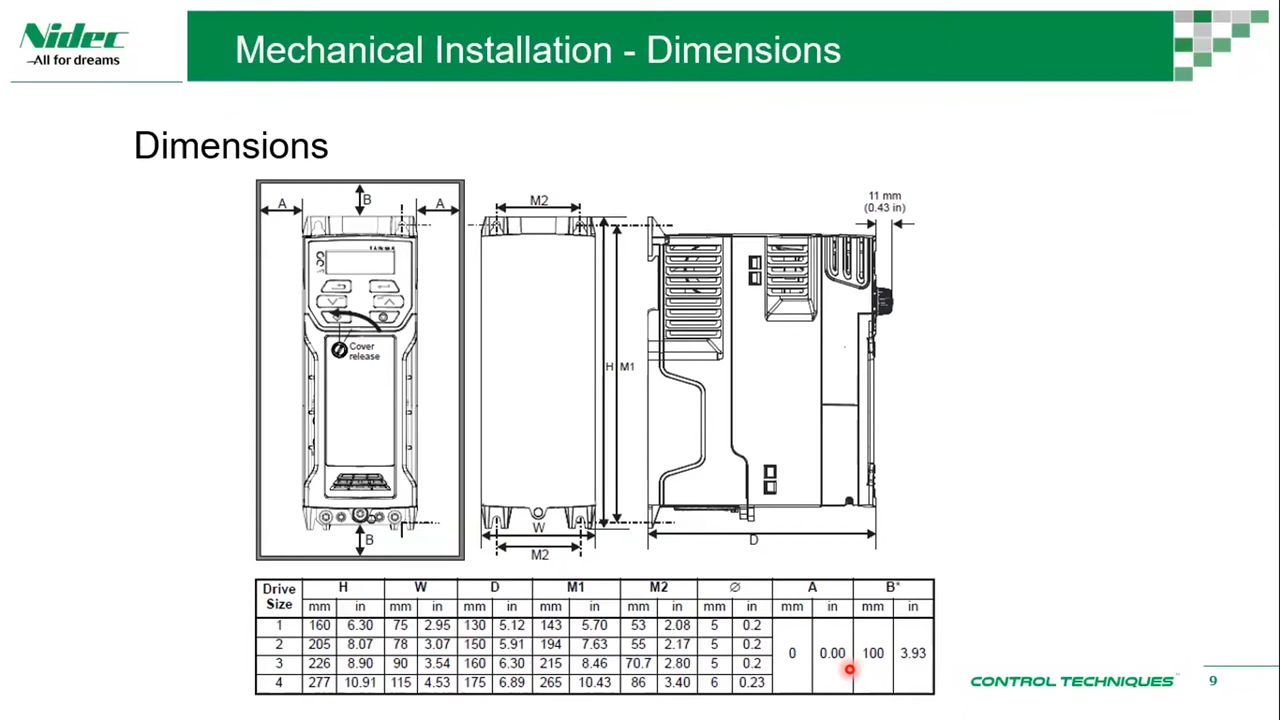 Nidec
All for dreams
Mechanical Installation - Dimensions
Dimensions
11 mm
(0.43 in)
A B A
M2
Cover
release
H M1
B
W
M2
D
Drive Size H W D M1 M2 ∅ A B*
mm in mm in mm in mm in mm in mm in mm in mm in
1 160 6.30 75 2.95 130 5.12 143 5.70 53 2.08 5 0.2
2 205 8.07 78 3.07 150 5.91 194 7.63 55 2.17 5 0.2
0 0.00 100 3.93
3 226 8.90 90 3.54 160 6.30 215 8.46 70.7 2.80 5 0.2
4 277 10.91 115 4.53 175 6.89 265 10.43 86 3.40 6 0.23
CONTROL TECHNIQUES
9